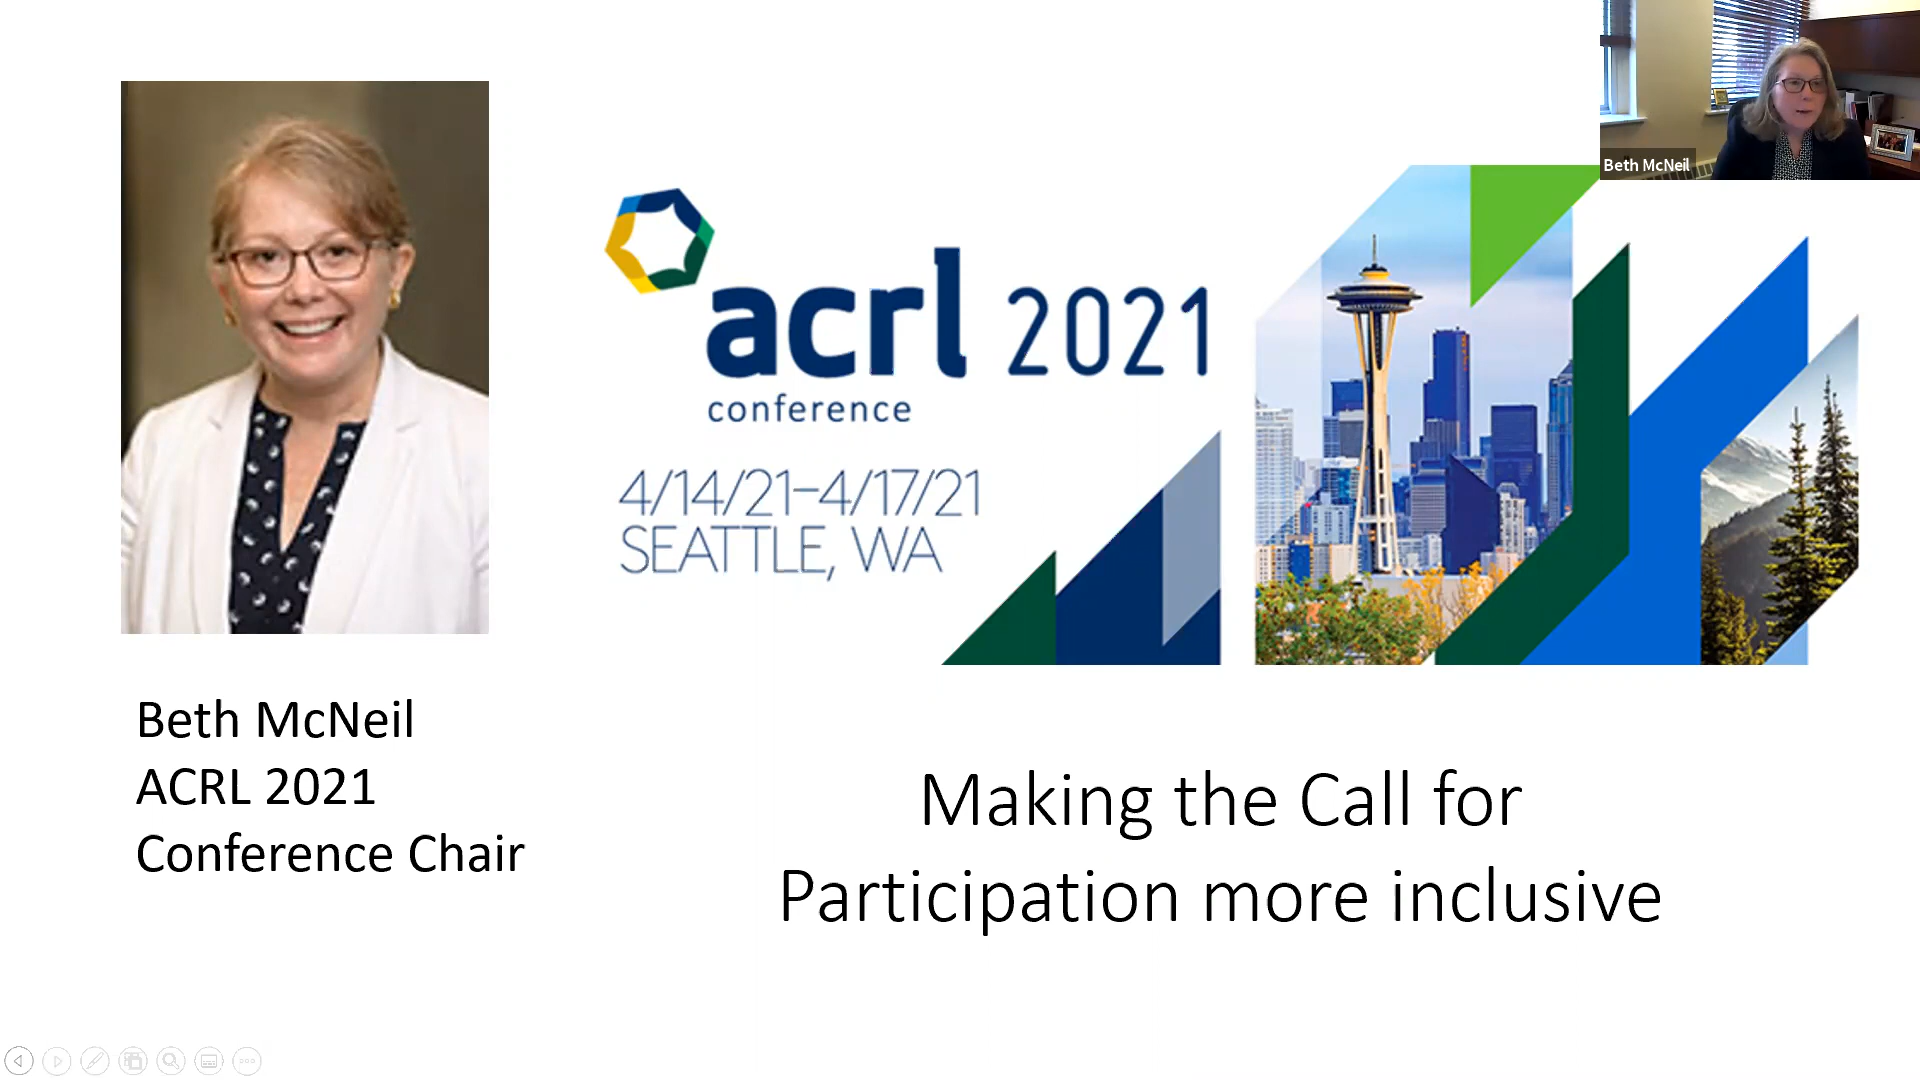 Beth McNeil
acrl 2021
conference
4/14/21–4/17/21
SEATTLE, WA
Beth McNeil
ACRL 2021
Conference Chair
Making the Call for
Participation more inclusive